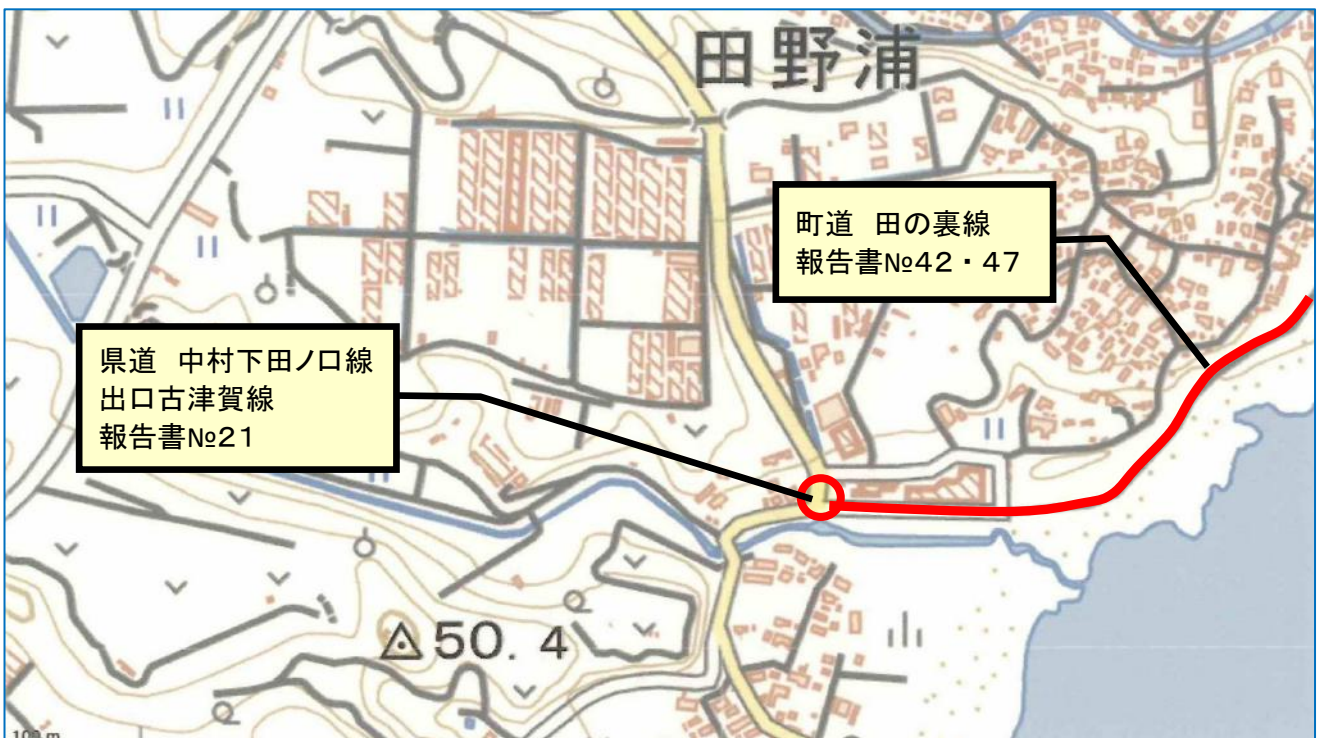 田野浦
町道 田の裏線
報告書№42・47
県道 中村下田ノ口線
出口古津賀線
報告書№21
50.4
100 m